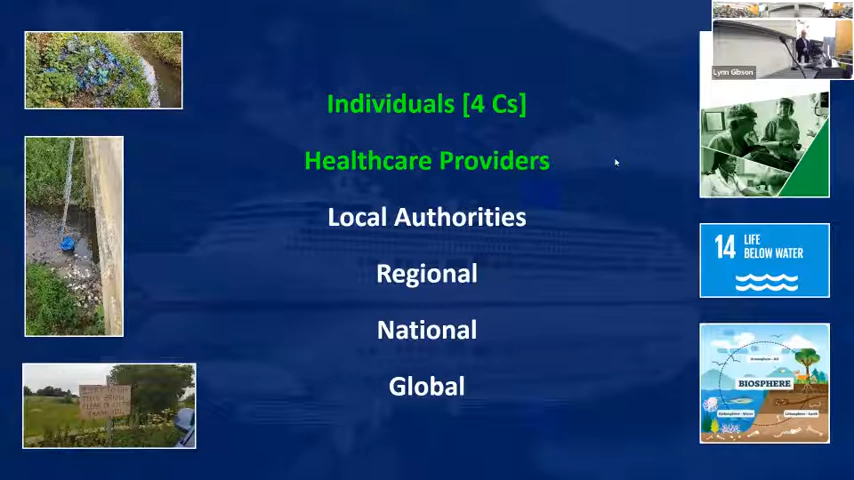 Lynn Gibson
Individuals [4 Cs]
Healthcare Providers
Local Authorities
Regional
National
Global
14 LIFE
BELOW WATER
BIOSPHERE